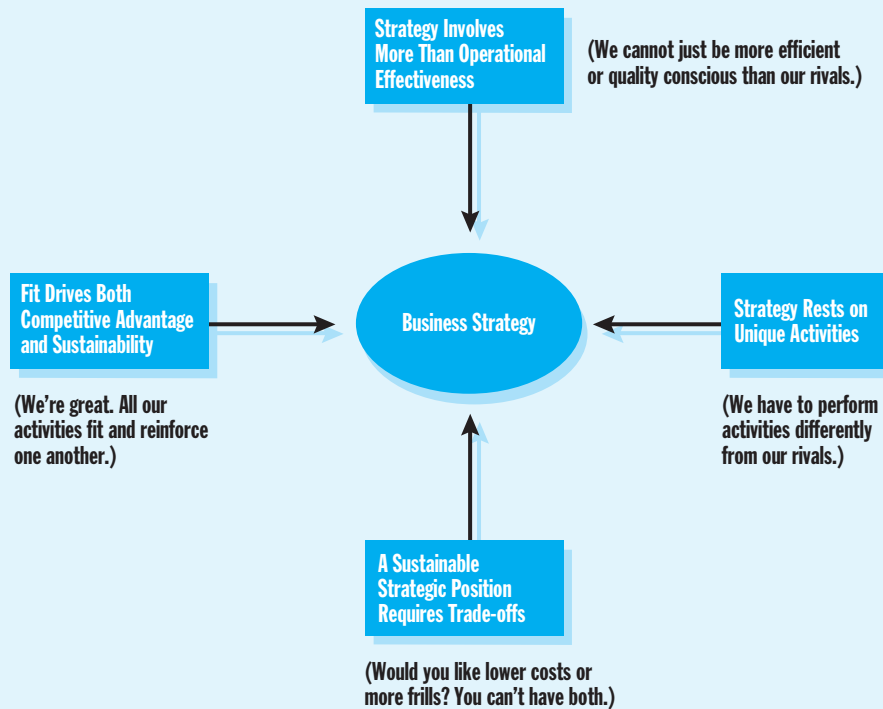 Strategy Involves
More Than Operational
Effectiveness
(We cannot just be more efficient
or quality conscious than our rivals.)
Fit Drives Both
Competitive Advantage
and Sustainability
(We're great. All our
activities fit and reinforce
one another.)
Business Strategy
Strategy Rests on
Unique Activities
(We have to perform
activities differently
from our rivals.)
A Sustainable
Strategic Position
Requires Trade-offs
(Would you like lower costs or
more frills? You can't have both.)